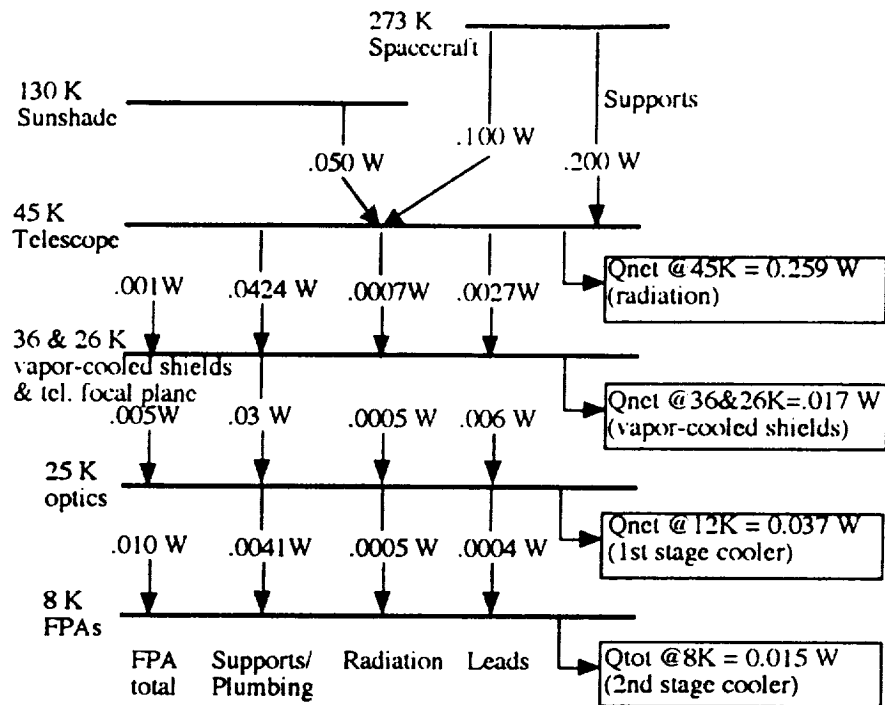 273 K
Spacecraft
130 K
Sunshade
Supports
.050 W
.100 W
.200 W
45 K
Telescope
.001W
.0424 W
.0007W
.0027W
Qnet @45K = 0.259 W
(radiation)
36 & 26 K
vapor-cooled shields
& tel. focal plane
.005W
.03 W
.0005 W
.006 W
Qnet @36&26K=.017 W
(vapor-cooled shields)
25 K
optics
.010 W
.0041W
.0005 W
.0004 W
Qnet @12K = 0.037 W
(1st stage cooler)
8 K
FPAs
FPA
total
Supports/
Plumbing
Radiation
Leads
Qtot @8K = 0.015 W
(2nd stage cooler)